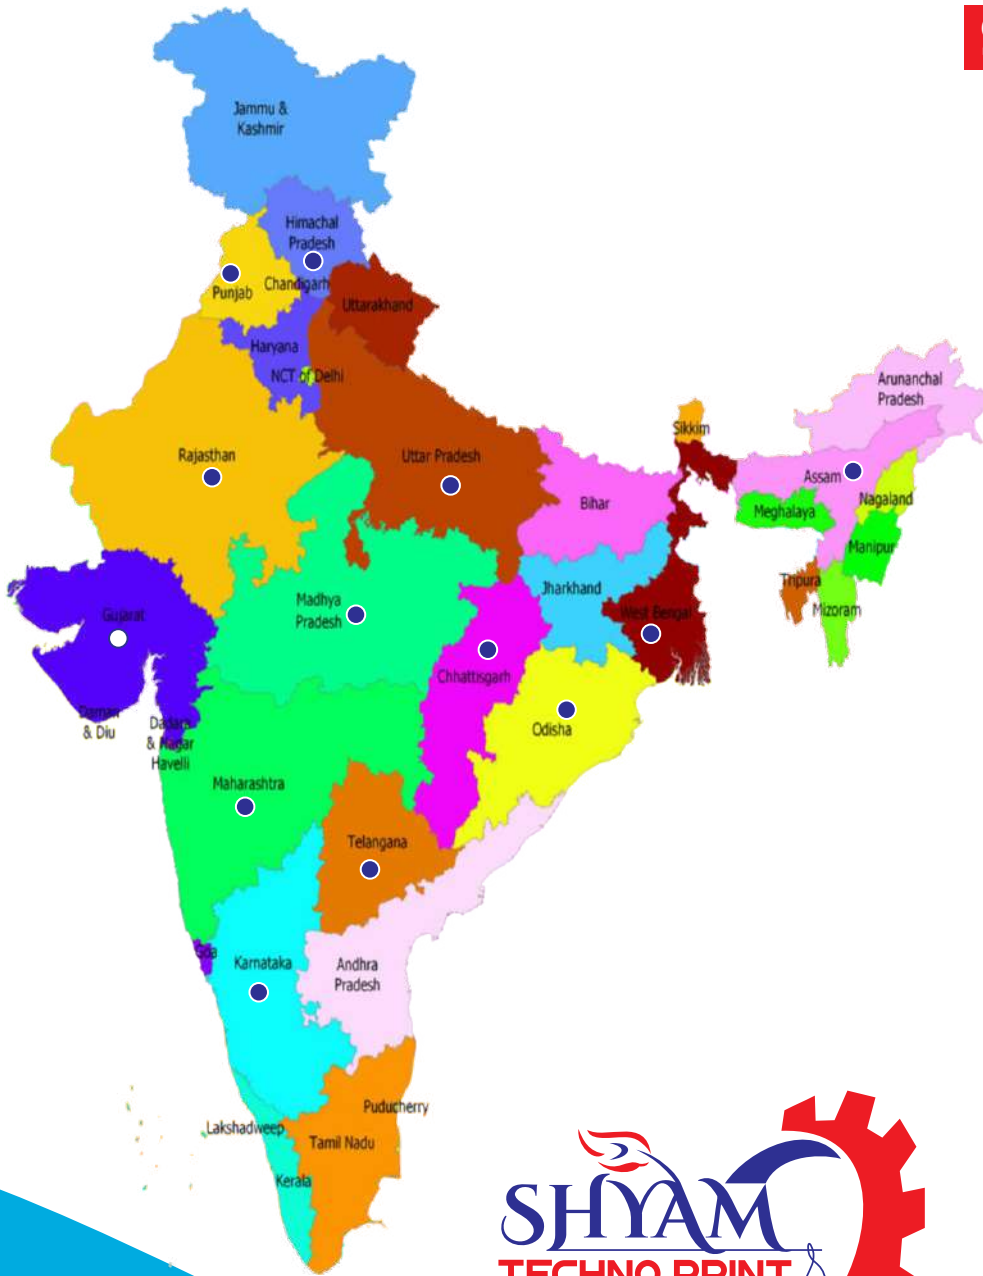 Jammu &
Kashmir
Himachal
Pradesh
Chandigarh
Punjab
Uttarakhand
Haryana
NCT of Delhi
Arunanchal
Pradesh
Sikkim
Rajasthan
Uttar Pradesh
Assam
Nagaland
Bihar
Meghalaya
Manipur
Jharkhand
Tripura
Mizoram
Madhya
Pradesh
Gujarat
West Bengal
Chhattisgarh
Daman
& Diu
Dadara
& Nagar
Havelli
Odisha
Maharashtra
Telangana
Goa
Karnataka
Andhra
Pradesh
Puducherry
Lakshadweep
Tamil Nadu
Kerala
SHYAM
TECHNO PRINT